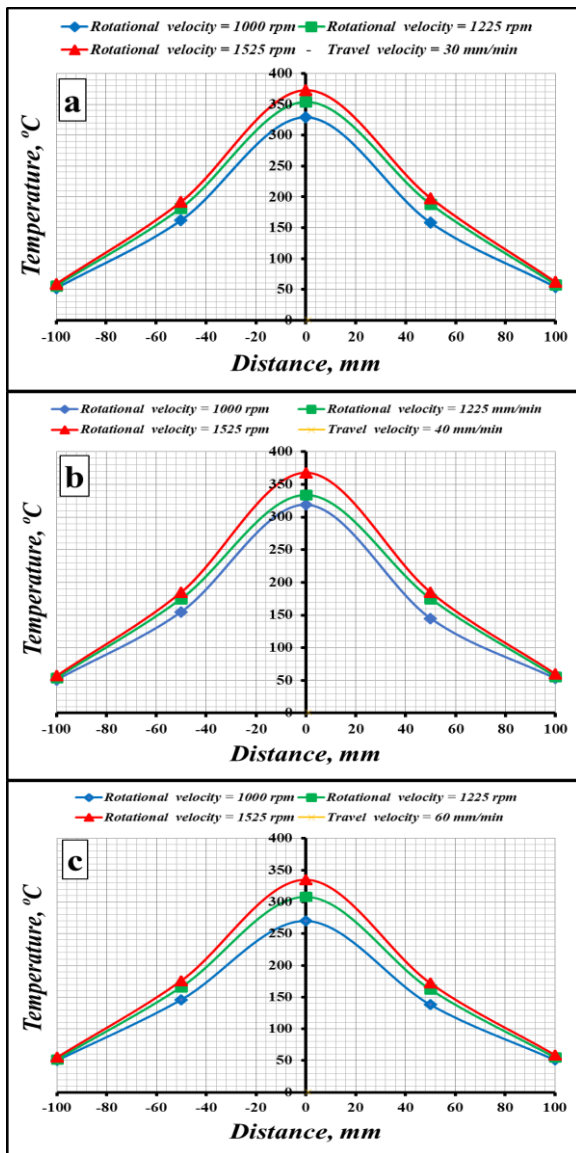 Rotational velocity = 1000 rpm Rotational velocity = 1225 rpm
Rotational velocity = 1525 rpm - Travel velocity = 30 mm/min
a
Temperature, ºC
400
350
300
250
200
150
100
50
0
-100 -80 -60 -40 -20 0 20 40 60 80 100
Distance, mm
Rotational velocity = 1000 rpm Rotational velocity = 1225 mm/min
Rotational velocity = 1525 rpm Travel velocity = 40 mm/min
b
Temperature, ºC
400
350
300
250
200
150
100
50
0
-100 -80 -60 -40 -20 0 20 40 60 80 100
Distance, mm
Rotational velocity = 1000 rpm Rotational velocity = 1225 rpm
Rotational velocity = 1525 rpm Travel velocity = 60 mm/min
c
Temperature, ºC
400
350
300
250
200
150
100
50
0
-100 -80 -60 -40 -20 0 20 40 60 80 100
Distance, mm